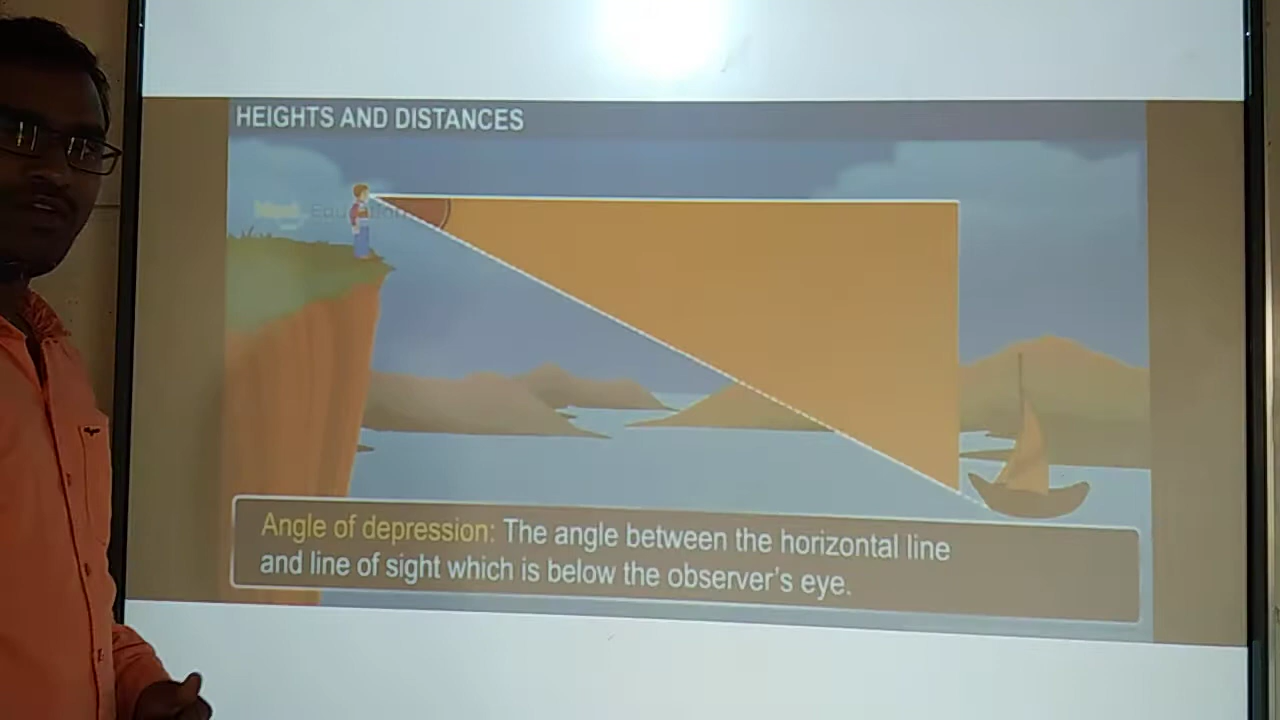 HEIGHTS AND DISTANCES
Education
Angle of depression: The angle between the horizontal line
and line of sight which is below the observer's eye.